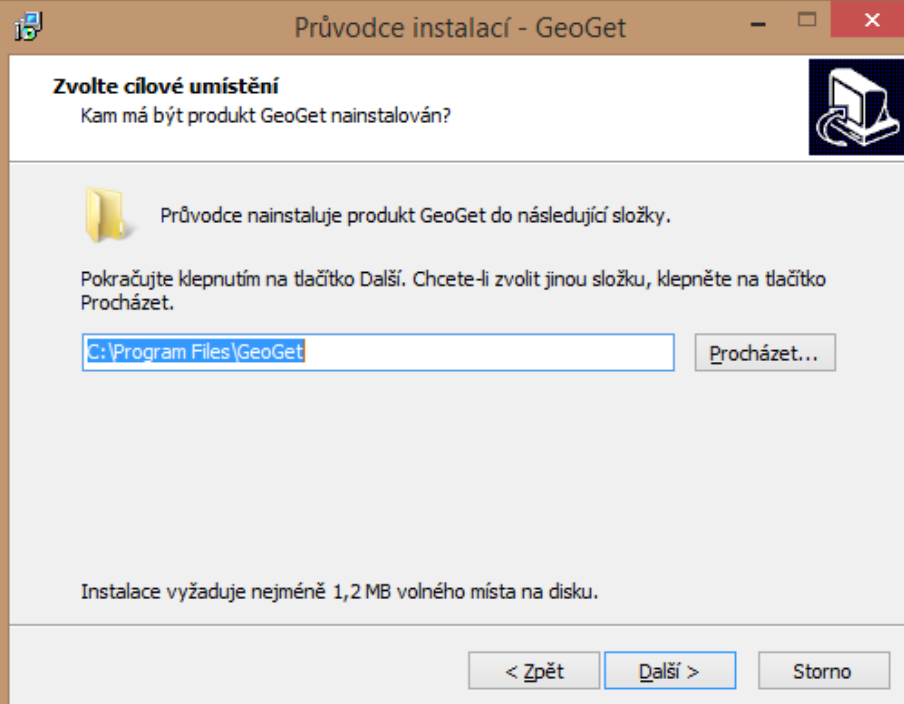 Průvodce instalací - GeoGet
Zvolte cílové umístění
Kam má být produkt GeoGet nainstalován?
Průvodce nainstaluje produkt GeoGet do následující složky.
Pokračujte klepnutím na tlačítko Další. Chcete-li zvolit jinou složku, klepněte na tlačítko
Procházet.
C:\Program Files\GeoGet
Procházet...
Instalace vyžaduje nejméně 1,2 MB volného místa na disku.
< Zpět
Další >
Storno